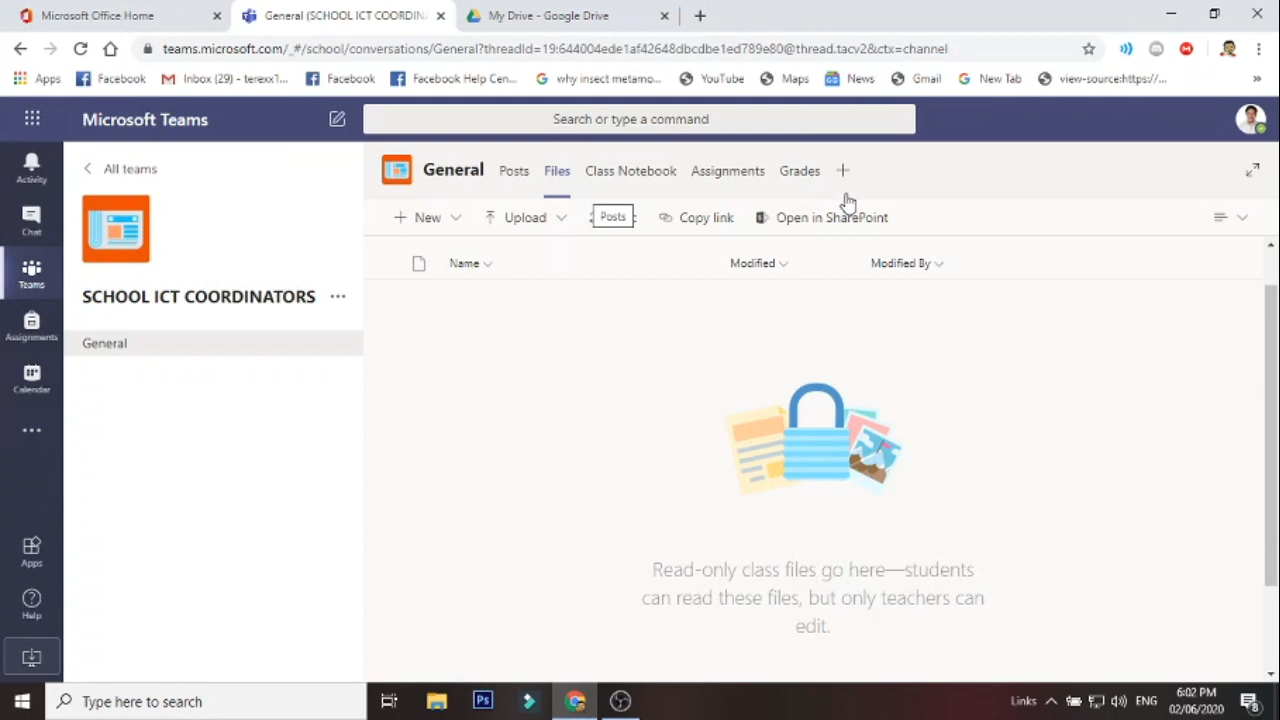 Microsoft Office Home
General (SCHOOL ICT COORDIN
My Drive - Google Drive
teams.microsoft.com/_#/school/conversations/General?threadId=19:644004ede1af42648dbcdbe1ed789e80@thread.tacv2&ctx=channel
Apps
Facebook
Inbox (29) - terexx1...
Facebook
Facebook Help Cen...
why insect metamo...
YouTube
Maps
News
Gmail
New Tab
view-source:https://...
Microsoft Teams
Search or type a command
Activity
Chat
Teams
Assignments
Calendar
Apps
Help
All teams
SCHOOL ICT COORDINATORS
General
General
Posts
Files
Class Notebook
Assignments
Grades
New
Upload
Posts
Copy link
Open in SharePoint
Name
Modified
Modified By
Read-only class files go here—students
can read these files, but only teachers can
edit.
Type here to search
Ps
Links
ENG
6:02 PM
02/06/2020
8